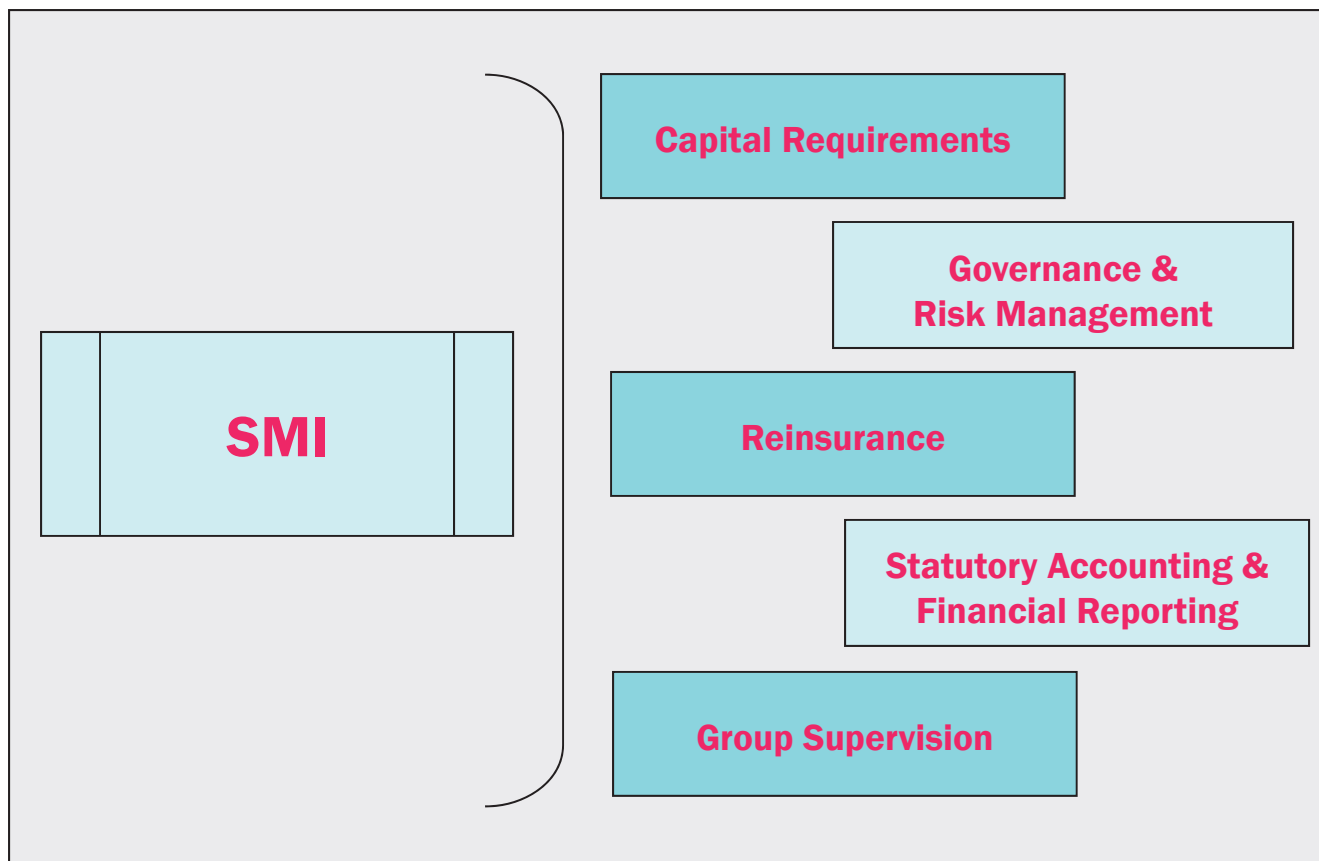 SMI
Capital Requirements
Governance &
Risk Management
Reinsurance
Statutory Accounting &
Financial Reporting
Group Supervision